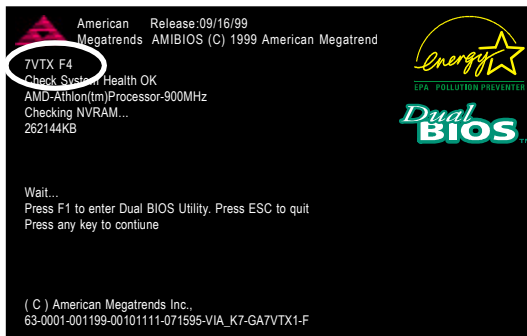 American Release:09/16/99
Megatrends AMIBIOS (C) 1999 American Megatrend
7VTX F4
Check System Health OK
AMD-Athlon(tm)Processor-900MHz
Checking NVRAM...
262144KB
energy
EPA POLLUTION PREVENTER
Dual
BIOS TM
Wait...
Press F1 to enter Dual BIOS Utility. Press ESC to quit
Press any key to contiune
( C ) American Megatrends Inc.,
63-0001-001199-00101111-071595-VIA_K7-GA7VTX1-F